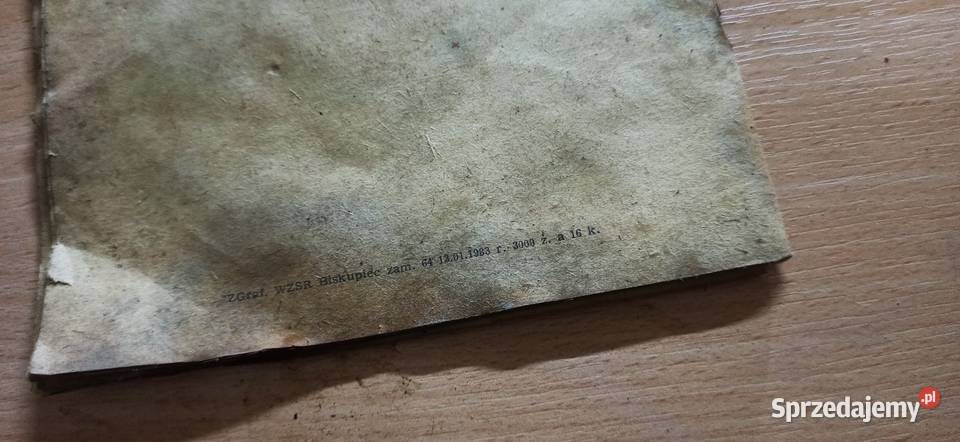 ZGraf. WZSR Biskupiec zam. 64 12.01.1983 r. 3000 z. a 16 k.
Sprzedajemy.pl